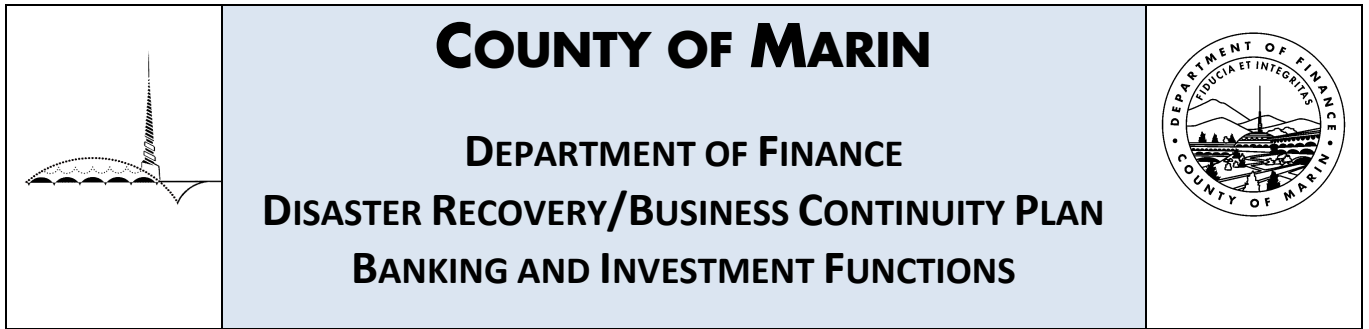 COUNTY OF MARIN
DEPARTMENT OF FINANCE
DISASTER RECOVERY/BUSINESS CONTINUITY PLAN
BANKING AND INVESTMENT FUNCTIONS
DEPARTMENT OF FINANCE
FIDUCIA ET INTEGRITAS
COUNTY OF MARIN